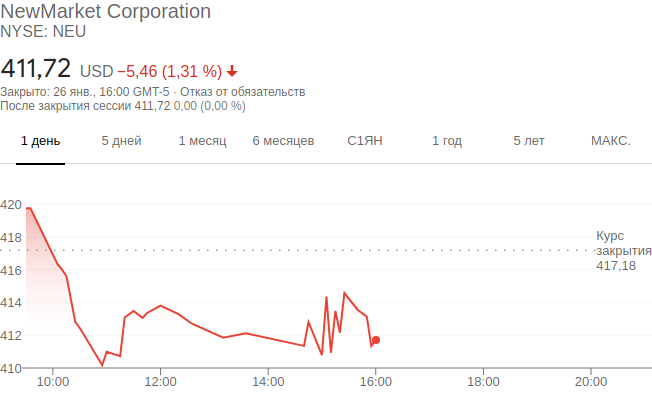 NewMarket Corporation
NYSE: NEU
411,72 USD −5,46 (1,31 %)
Закрыто: 26 янв., 16:00 GMT-5 · Отказ от обязательств
После закрытия сессии 411,72 0,00 (0,00 %)
1 день 5 дней 1 месяц 6 месяцев С1ЯН 1 год 5 лет МАКС.
420
418
416
414
412
410
Курс
закрытия
417,18
10:00 12:00 14:00 16:00 18:00 20:00